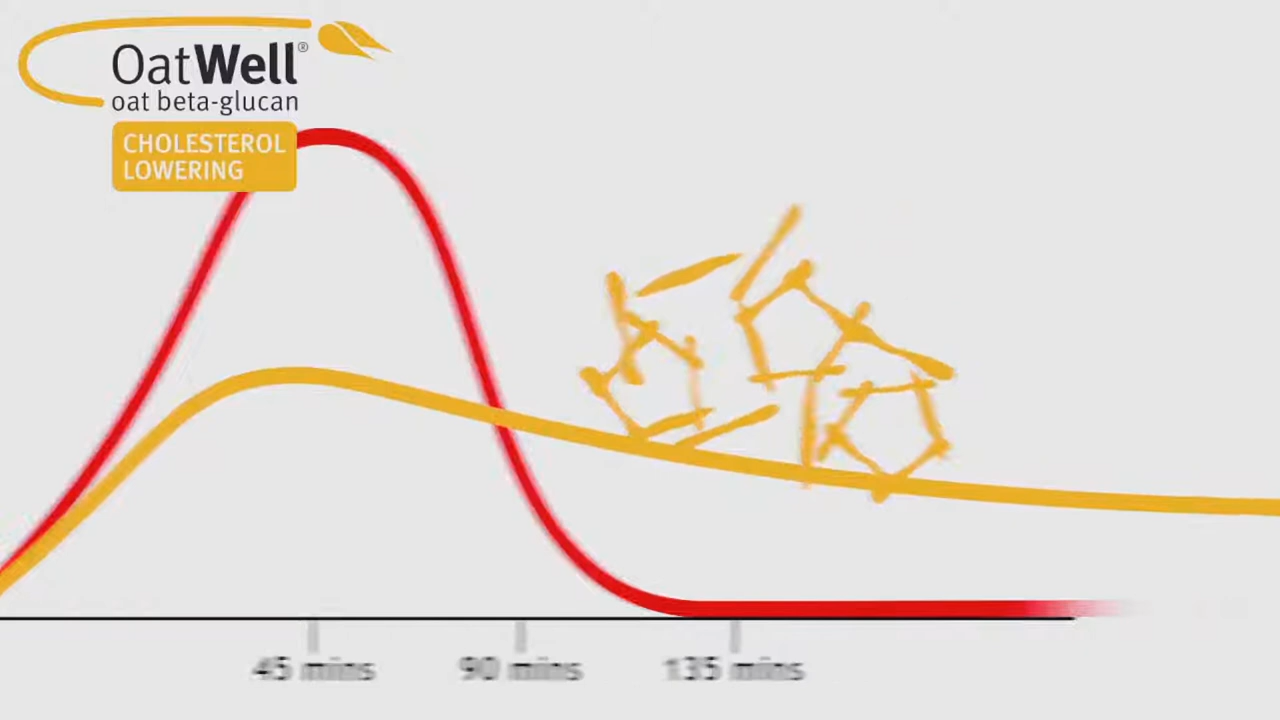 OatWell®
oat beta-glucan
CHOLESTEROL
LOWERING
45 mins 90 mins 135 mins